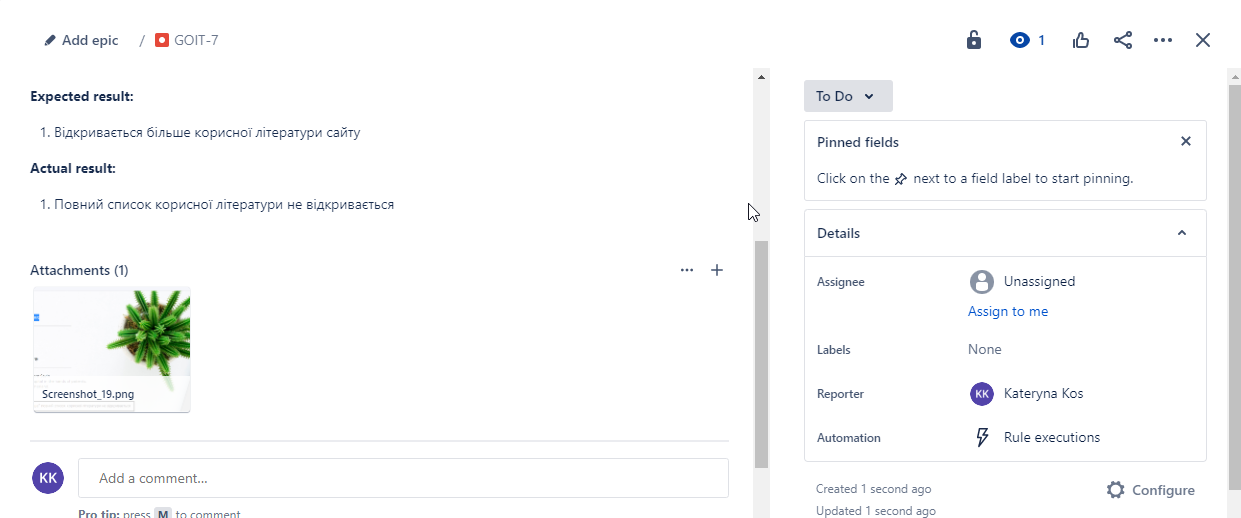 Add epic / GOIT-7
1
Expected result:
1. Відкривається більше корисної літератури сайту
Actual result:
1. Повний список корисної літератури не відкривається
Attachments (1)
Screenshot_19.png
KK Add a comment...
Pro tip: press M to comment
To Do
Pinned fields
Click on the next to a field label to start pinning.
Details
Assignee Unassigned
Assign to me
Labels None
Reporter KK Kateryna Kos
Automation Rule executions
Created 1 second ago
Configure
Updated 1 second ago